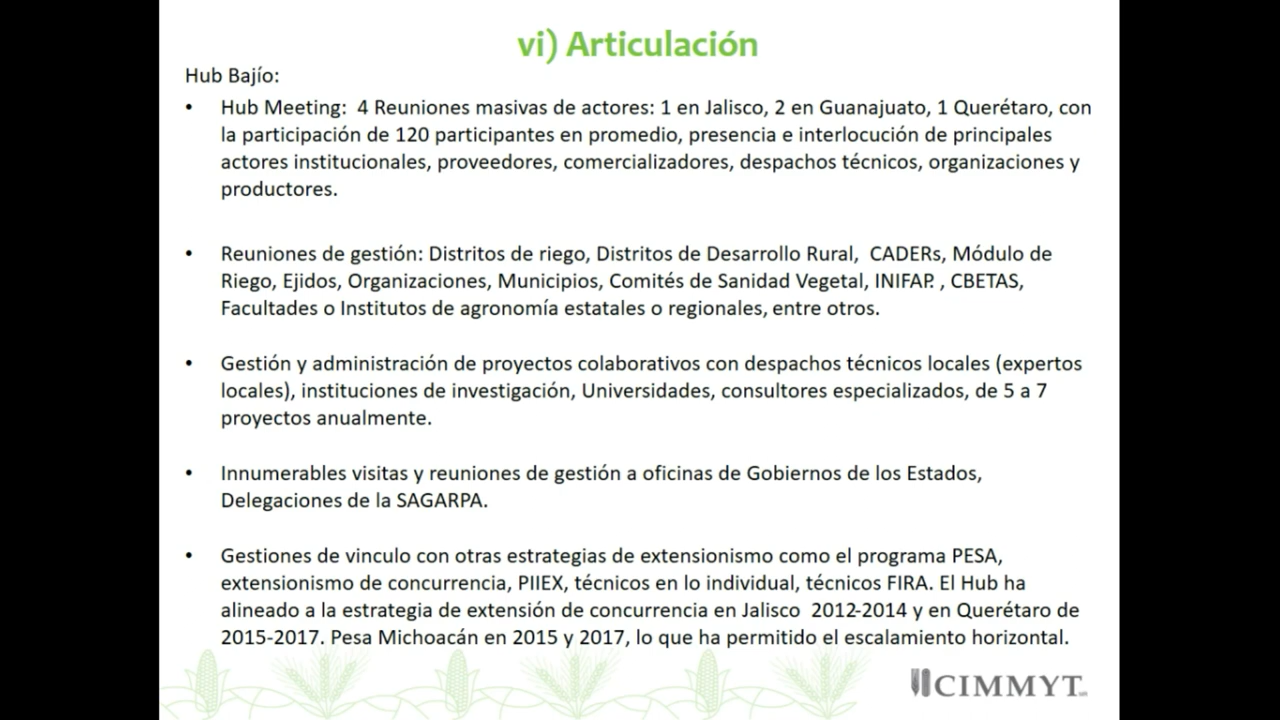 vi) Articulación
Hub Bajío:
• Hub Meeting: 4 Reuniones masivas de actores: 1 en Jalisco, 2 en Guanajuato, 1 Querétaro, con
la participación de 120 participantes en promedio, presencia e interlocución de principales
actores institucionales, proveedores, comercializadores, despachos técnicos, organizaciones y
productores.
• Reuniones de gestión: Distritos de riego, Distritos de Desarrollo Rural, CADERs, Módulo de
Riego, Ejidos, Organizaciones, Municipios, Comités de Sanidad Vegetal, INIFAP. , CBETAS,
Facultades o Institutos de agronomía estatales o regionales, entre otros.
• Gestión y administración de proyectos colaborativos con despachos técnicos locales (expertos
locales), instituciones de investigación, Universidades, consultores especializados, de 5 a 7
proyectos anualmente.
• Innumerables visitas y reuniones de gestión a oficinas de Gobiernos de los Estados,
Delegaciones de la SAGARPA.
• Gestiones de vinculo con otras estrategias de extensionismo como el programa PESA,
extensionismo de concurrencia, PIIEX, técnicos en lo individual, técnicos FIRA. El Hub ha
alineado a la estrategia de extensión de concurrencia en Jalisco 2012-2014 y en Querétaro de
2015-2017. Pesa Michoacán en 2015 y 2017, lo que ha permitido el escalamiento horizontal.
CIMMYT